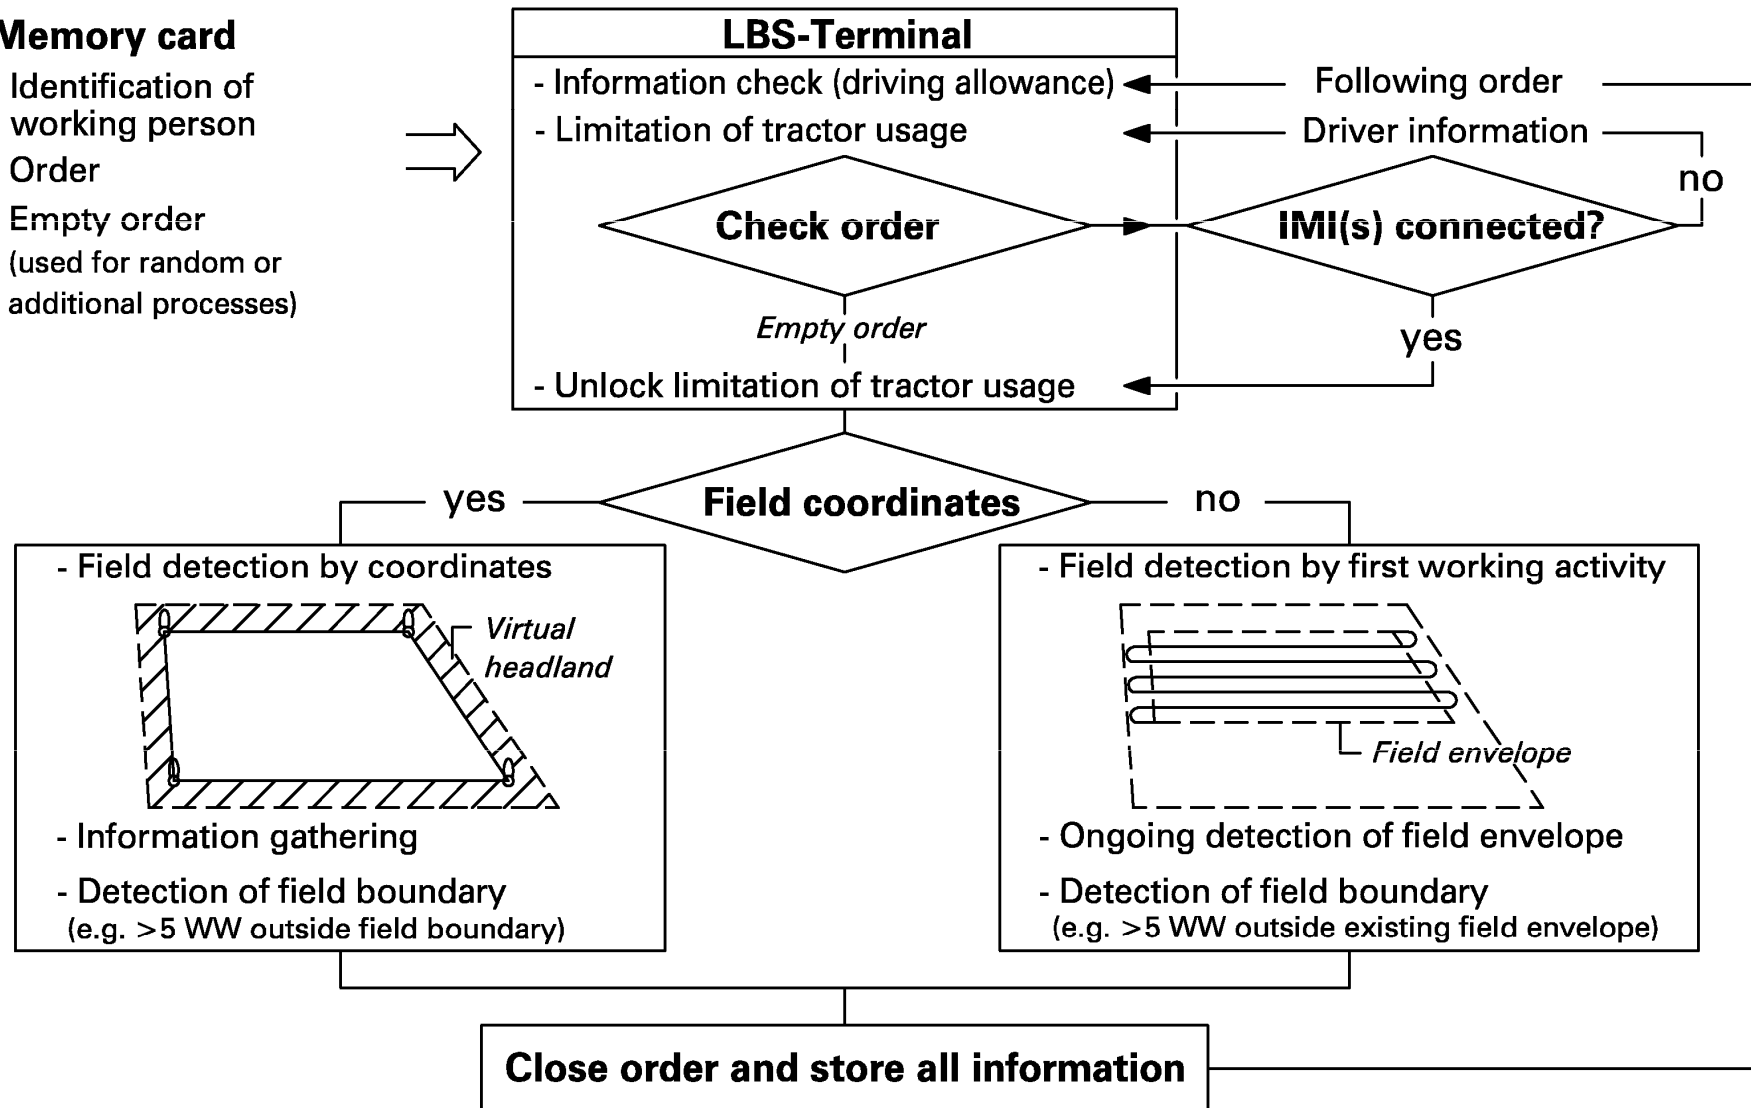 Memory card
Identification of
working person
Order
Empty order
(used for random or
additional processes)
LBS-Terminal
- Information check (driving allowance)
- Limitation of tractor usage
Check order
Empty order
- Unlock limitation of tractor usage
Following order
Driver information
no
IMI(s) connected?
yes
Field coordinates
yes
no
- Field detection by coordinates
Virtual
headland
- Information gathering
- Detection of field boundary
(e.g. >5 WW outside field boundary)
- Field detection by first working activity
Field envelope
- Ongoing detection of field envelope
- Detection of field boundary
(e.g. >5 WW outside existing field envelope)
Close order and store all information